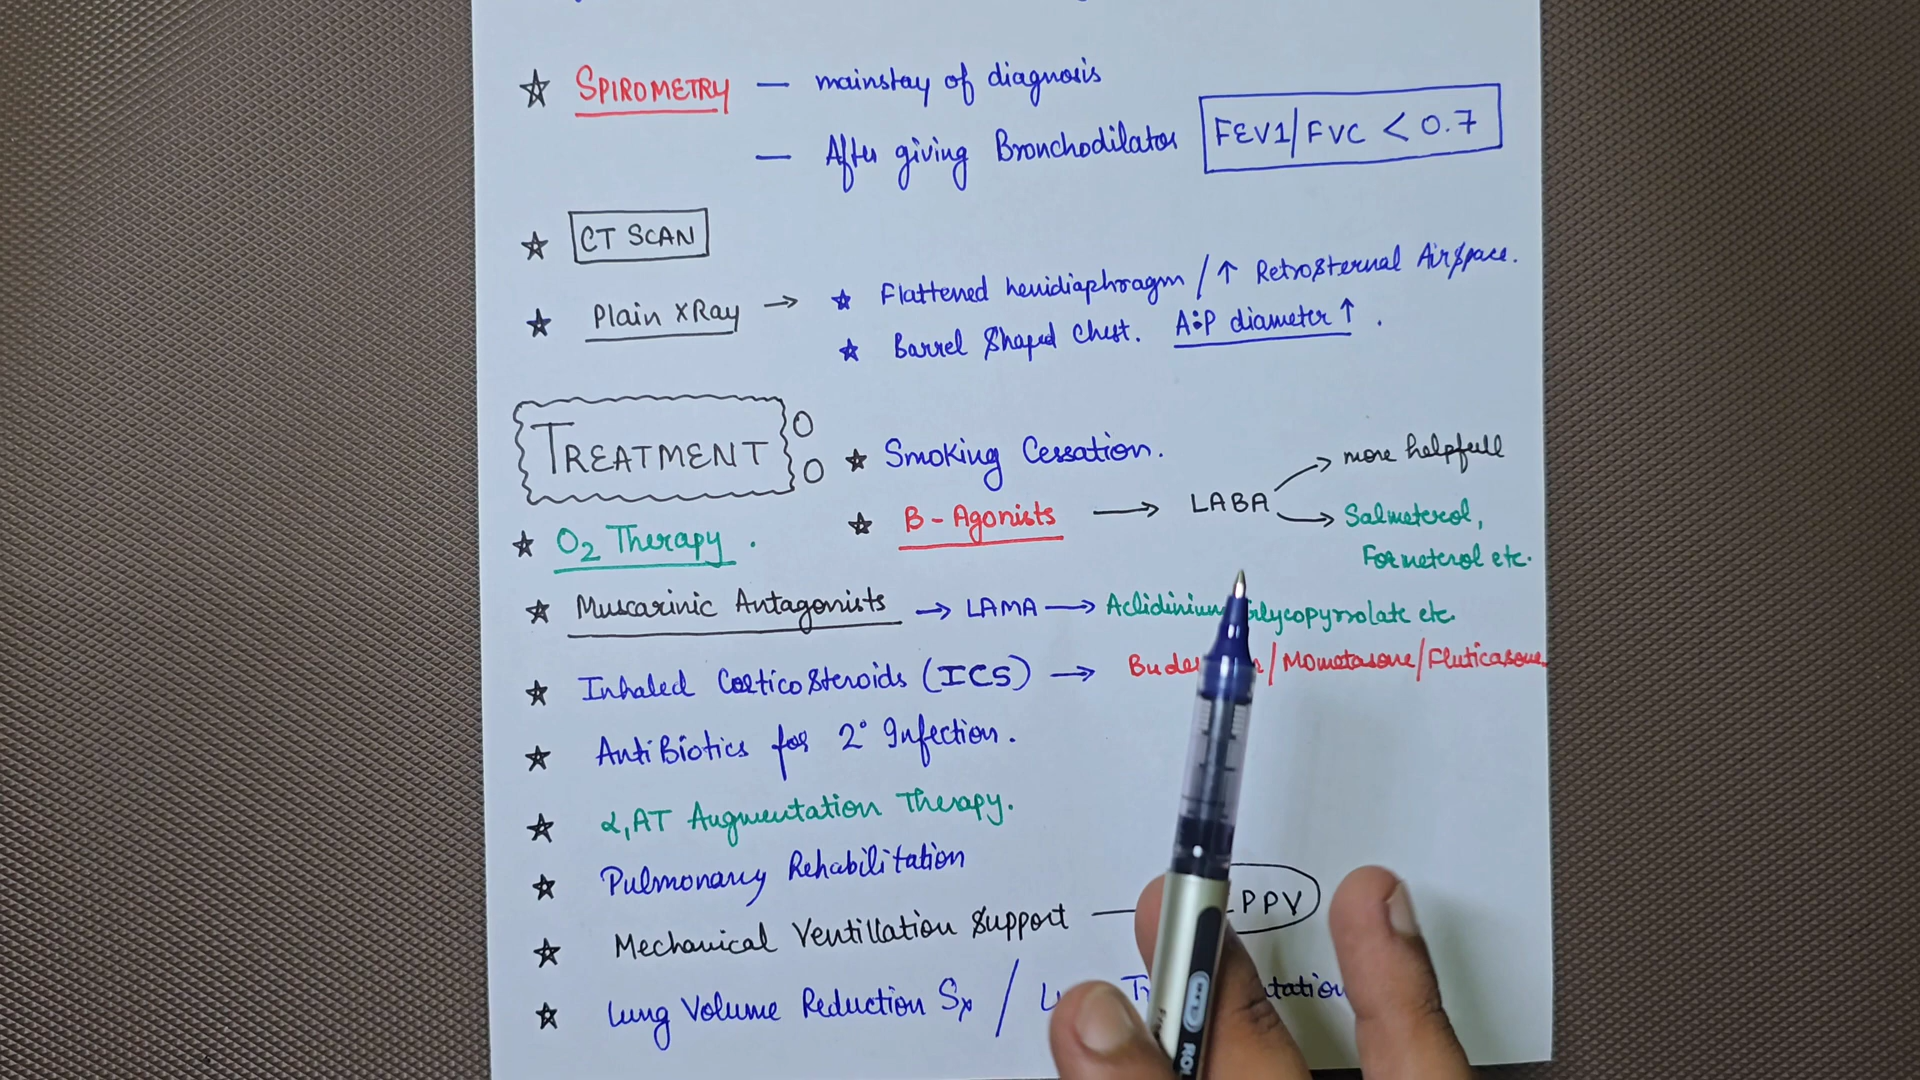 ☆ SPIROMETRY — mainstay of diagnosis
— After giving Bronchodilator FEV1/FVC < 0.7
☆ CT SCAN
☆ Plain XRay → ☆ Flattened hemidiaphragm / ↑ Retrosternal Airspace.
☆ Barrel Shaped Chest. A:P diameter ↑ .
TREATMENT
☆ Smoking Cessation.
☆ B-Agonists → LABA → more helpfull
→ Salmeterol,
Formeterol etc.
☆ O2 Therapy .
☆ Muscarinic Antagonists → LAMA → Aclidinium Glycopyrrolate etc.
☆ Inhaled Corticosteroids (ICS) → /Mometasone/Fluticasone
☆ AntiBiotics for 2° Infection.
☆ α1AT Augmentation Therapy.
☆ Pulmonary Rehabilitation
☆ Mechanical Ventillation Support — PPV
☆ Lung Volume Reduction Sx /